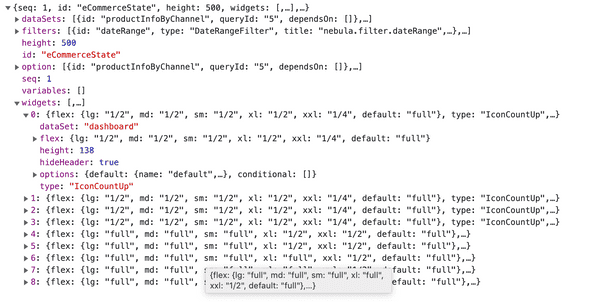 {seq: 1, id: "eCommerceState", height: 500, widgets: [,…],…}
dataSets: [{id: "productInfoByChannel", queryId: "5", dependsOn: []},…]
filters: [{id: "dateRange", type: "DateRangeFilter", title: "nebula.filter.dateRange",…},…]
height: 500
id: "eCommerceState"
option: [{id: "productInfoByChannel", queryId: "5", dependsOn: []},…]
seq: 1
variables: []
widgets: [,…]
0: {flex: {lg: "1/2", md: "1/2", sm: "1/2", xl: "1/2", xxl: "1/4", default: "full"}, type: "IconCountUp",…}
dataSet: "dashboard"
flex: {lg: "1/2", md: "1/2", sm: "1/2", xl: "1/2", xxl: "1/4", default: "full"}
height: 138
hideHeader: true
options: {default: {name: "default",…}, conditional: []}
type: "IconCountUp"
1: {flex: {lg: "1/2", md: "1/2", sm: "1/2", xl: "1/2", xxl: "1/4", default: "full"}, type: "IconCountUp",…}
2: {flex: {lg: "1/2", md: "1/2", sm: "1/2", xl: "1/2", xxl: "1/4", default: "full"}, type: "IconCountUp",…}
3: {flex: {lg: "1/2", md: "1/2", sm: "1/2", xl: "1/2", xxl: "1/4", default: "full"}, type: "IconCountUp",…}
4: {flex: {lg: "full", md: "full", sm: "full", xl: "1/2", xxl: "1/2", default: "full"},…}
5: {flex: {lg: "full", md: "full", sm: "full", xl: "1/2", xxl: "1/2", default: "full"},…}
6: {flex: {lg: "full", md: "full", sm: "full", xl: "full", xxl: "1/2", default: "full"},…}
7: {flex: {lg: "full", md: "full", default: "full"},…}
8: {flex: {lg: "full", md: "full", default: "full"},…}
{flex: {lg: "full", md: "full", sm: "full", xl: "full",
xxl: "1/2", default: "full"},…}